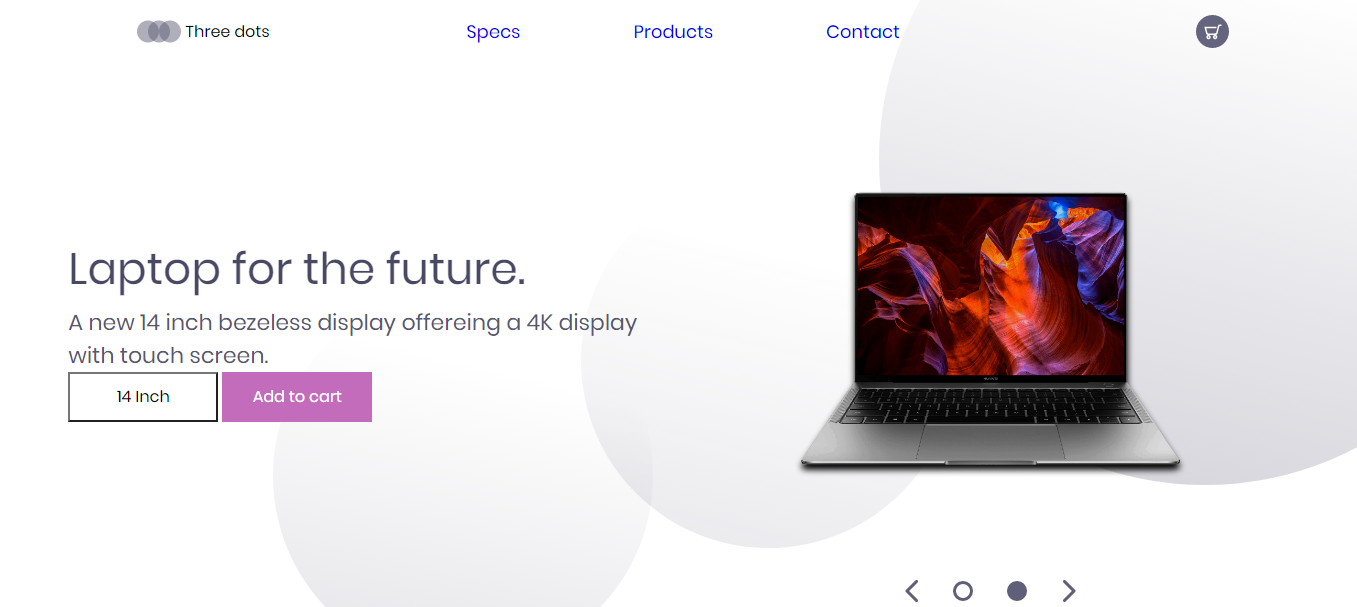 Three dots
Specs
Products
Contact
Laptop for the future.
A new 14 inch bezeless display offereing a 4K display
with touch screen.
14 Inch
Add to cart